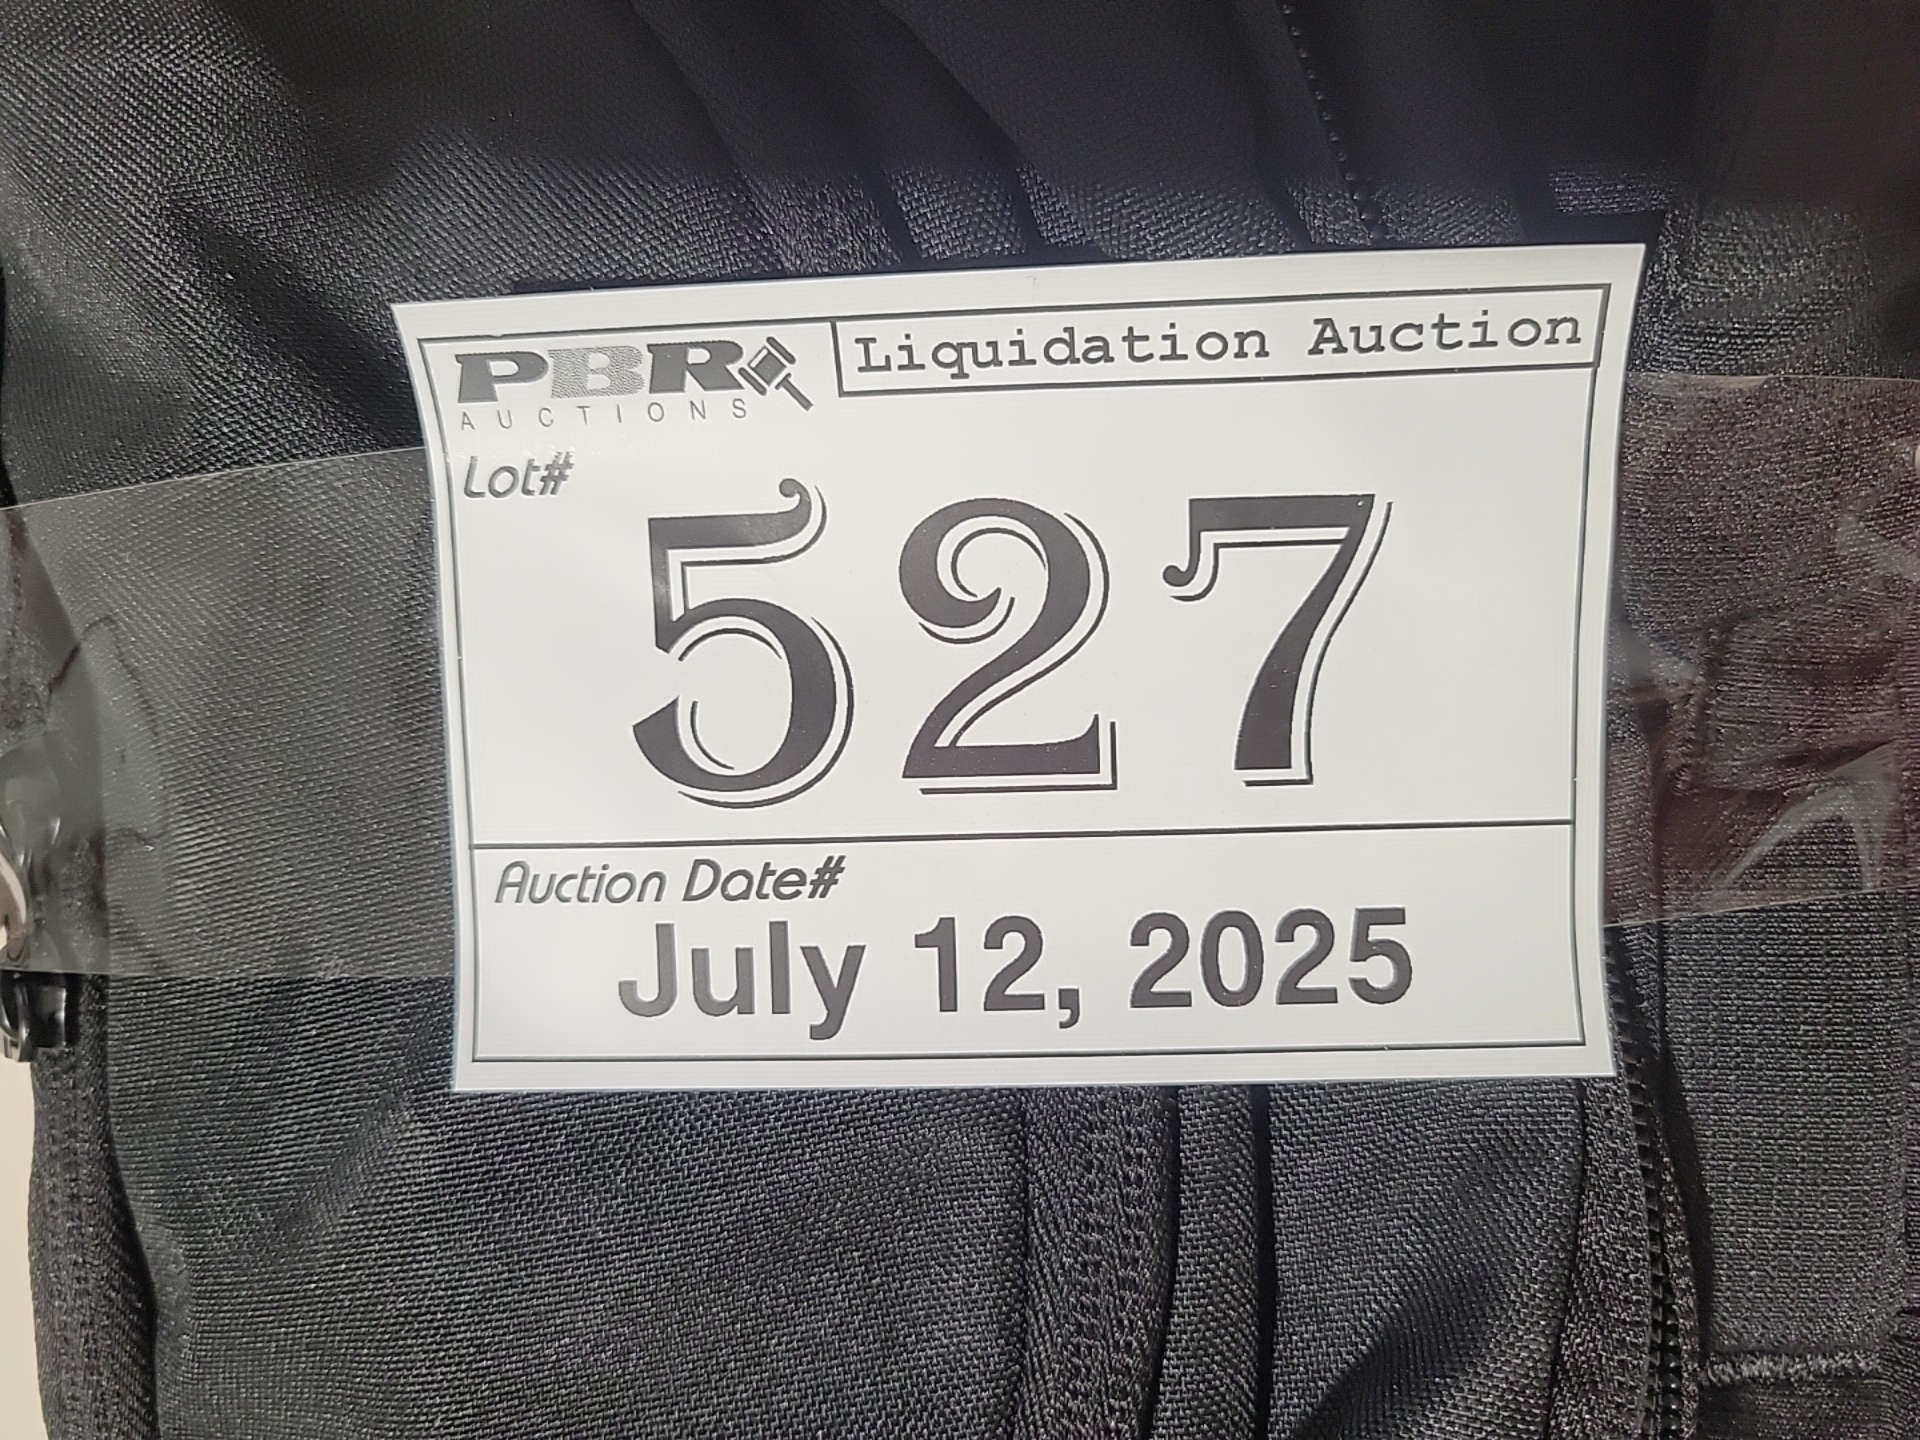 PBR
AUCTIONS
Liquidation Auction
Lot#
527
Auction Date#
July 12, 2025